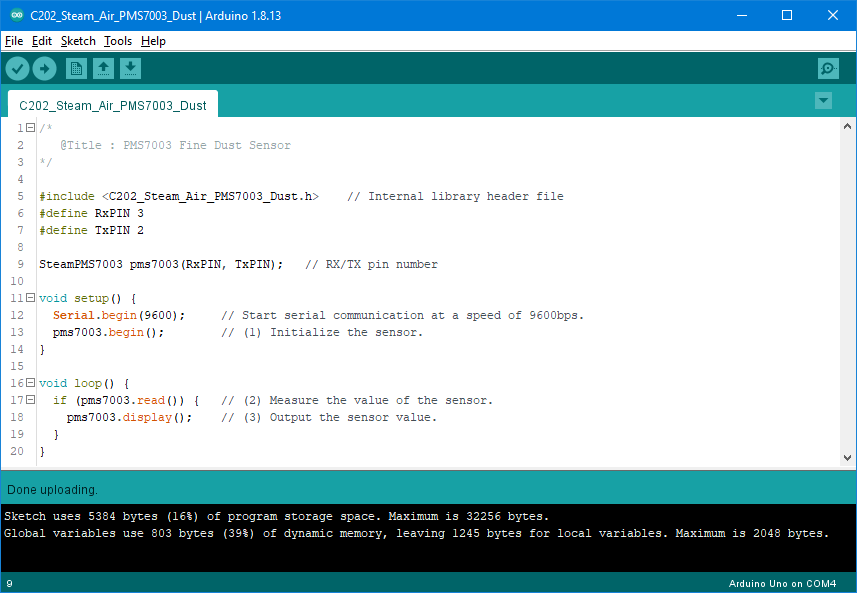 C202_Steam_Air_PMS7003_Dust | Arduino 1.8.13
File Edit Sketch Tools Help
C202_Steam_Air_PMS7003_Dust
1 /*
2 @Title : PMS7003 Fine Dust Sensor
3 */
4
5 #include <C202_Steam_Air_PMS7003_Dust.h> // Internal library header file
6 #define RxPIN 3
7 #define TxPIN 2
8
9 SteamPMS7003 pms7003(RxPIN, TxPIN); // RX/TX pin number
10
11 void setup() {
12 Serial.begin(9600); // Start serial communication at a speed of 9600bps.
13 pms7003.begin(); // (1) Initialize the sensor.
14 }
15
16 void loop() {
17 if (pms7003.read()) { // (2) Measure the value of the sensor.
18 pms7003.display(); // (3) Output the sensor value.
19 }
20 }
Done uploading.
Sketch uses 5384 bytes (16%) of program storage space. Maximum is 32256 bytes.
Global variables use 803 bytes (39%) of dynamic memory, leaving 1245 bytes for local variables. Maximum is 2048 bytes.
9 Arduino Uno on COM4